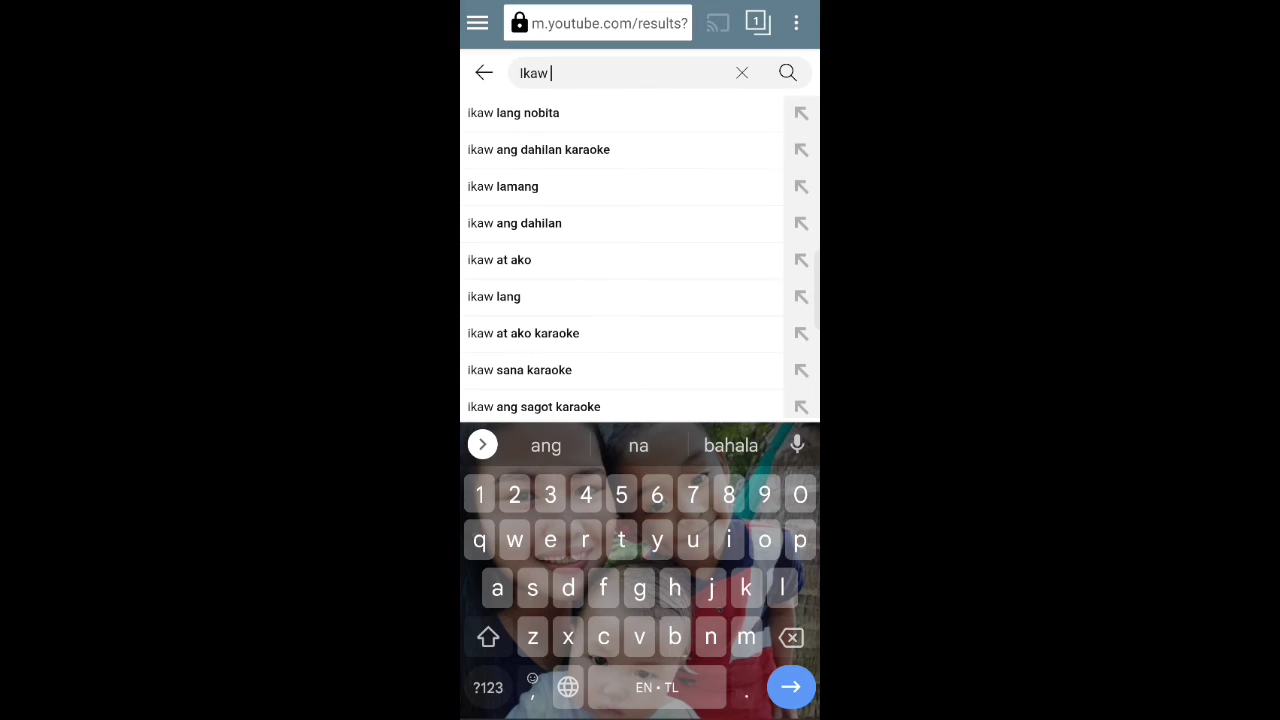 1
m.youtube.com/results?
Ikaw
ikaw lang nobita
ikaw ang dahilan karaoke
ikaw lamang
ikaw ang dahilan
ikaw at ako
ikaw lang
ikaw at ako karaoke
ikaw sana karaoke
ikaw ang sagot karaoke
ang na bahala
1 2 3 4 5 6 7 8 9 0
q w e r t y u i o p
a s d f g h j k l
z x c v b n m
?123 , EN • TL .